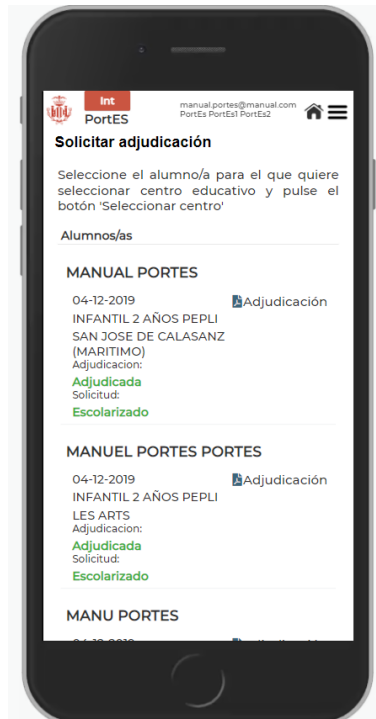 Int
PortES
manual.portes@manual.com
PortEs PortEs1 PortEs2
Solicitar adjudicación
Seleccione el alumno/a para el que quiere
seleccionar centro educativo y pulse el
botón 'Seleccionar centro'
Alumnos/as
MANUAL PORTES
04-12-2019
Adjudicación
INFANTIL 2 AÑOS PEPLI
SAN JOSE DE CALASANZ
(MARITIMO)
Adjudicacion:
Adjudicada
Solicitud:
Escolarizado
MANUEL PORTES PORTES
04-12-2019
Adjudicación
INFANTIL 2 AÑOS PEPLI
LES ARTS
Adjudicacion:
Adjudicada
Solicitud:
Escolarizado
MANU PORTES